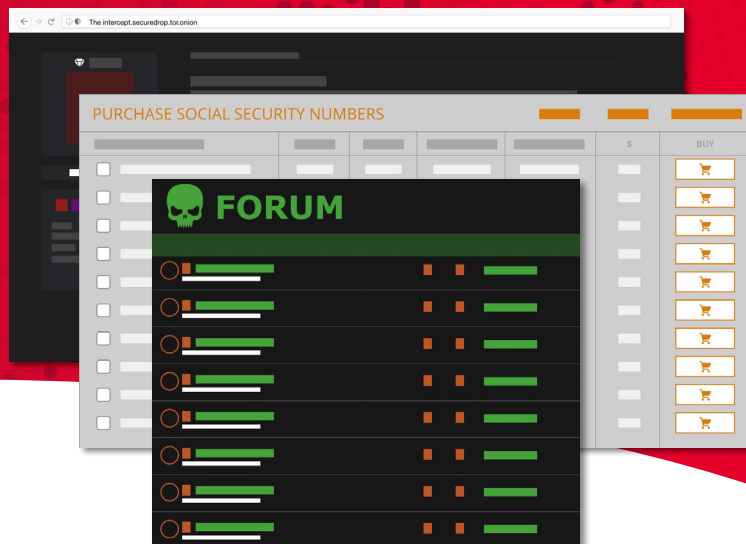 The intercept.securedrop.tor.onion
PURCHASE SOCIAL SECURITY NUMBERS
$ BUY
FORUM